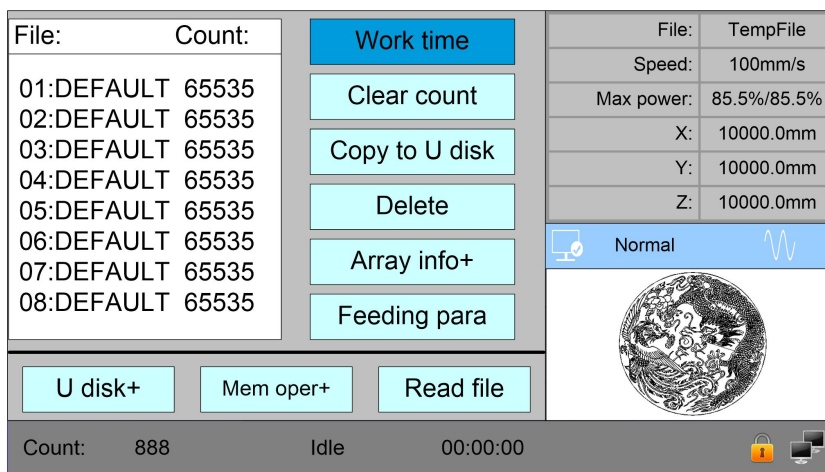 File: Count:
01:DEFAULT 65535
02:DEFAULT 65535
03:DEFAULT 65535
04:DEFAULT 65535
05:DEFAULT 65535
06:DEFAULT 65535
07:DEFAULT 65535
08:DEFAULT 65535
Work time
Clear count
Copy to U disk
Delete
Array info+
Feeding para
U disk+ Mem oper+ Read file
File: TempFile
Speed: 100mm/s
Max power: 85.5%/85.5%
X: 10000.0mm
Y: 10000.0mm
Z: 10000.0mm
Normal
Count: 888 Idle 00:00:00